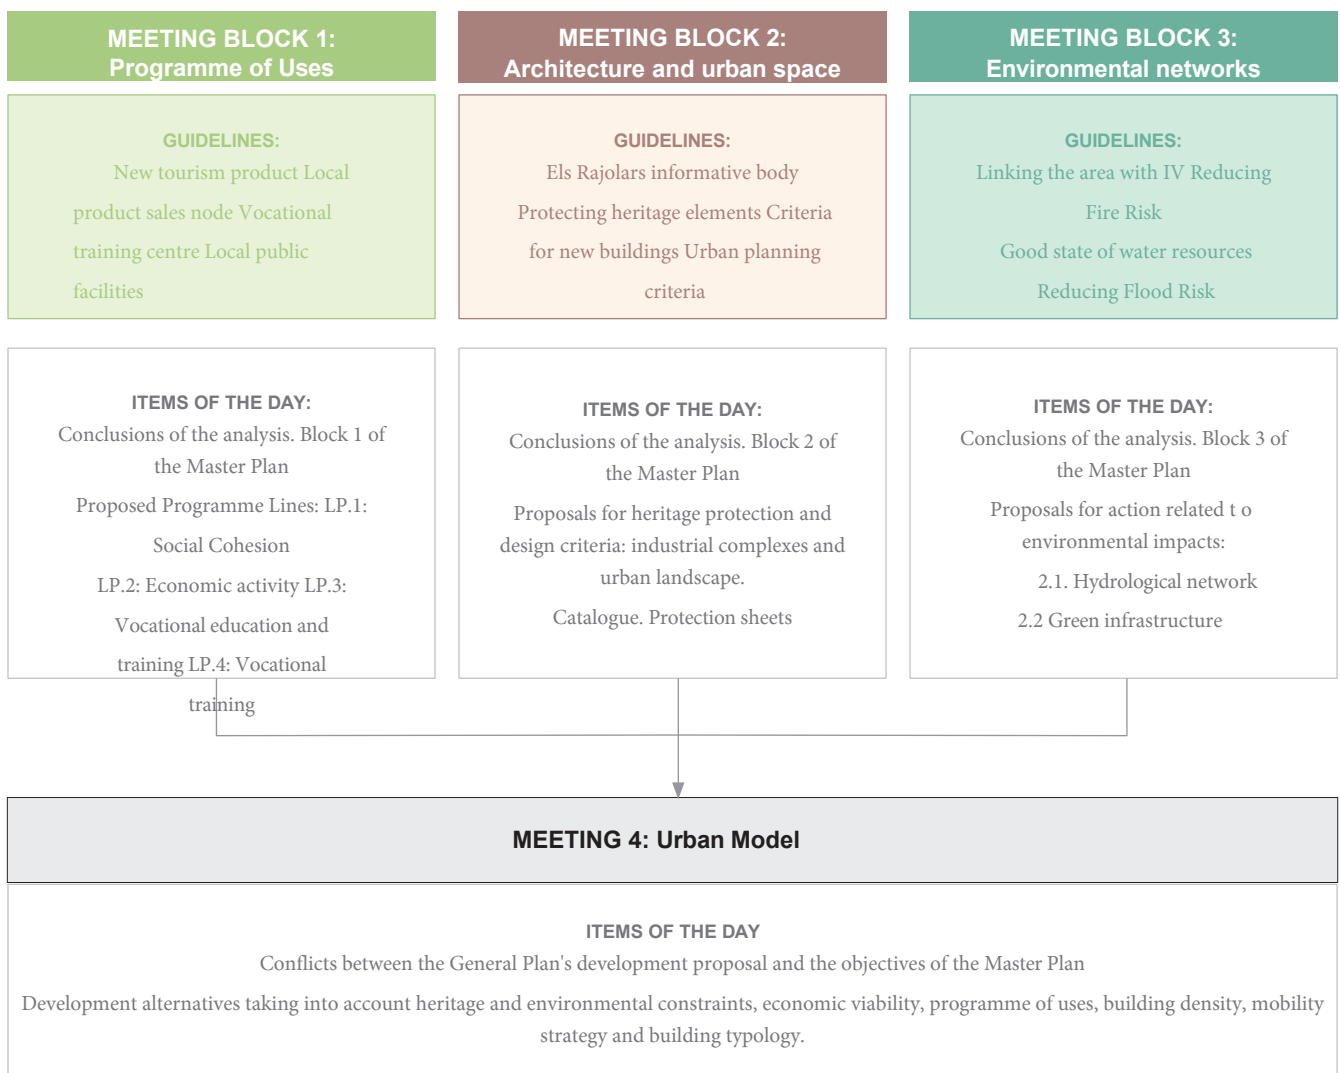 MEETING BLOCK 1:
Programme of Uses
GUIDELINES:
New tourism product Local
product sales node Vocational
training centre Local public
facilities
ITEMS OF THE DAY:
Conclusions of the analysis. Block 1 of
the Master Plan
Proposed Programme Lines: LP.1:
Social Cohesion
LP.2: Economic activity LP.3:
Vocational education and
training LP.4: Vocational
training
MEETING BLOCK 2:
Architecture and urban space
GUIDELINES:
Els Rajolars informative body
Protecting heritage elements Criteria
for new buildings Urban planning
criteria
ITEMS OF THE DAY:
Conclusions of the analysis. Block 2 of
the Master Plan
Proposals for heritage protection and
design criteria: industrial complexes and
urban landscape.
Catalogue. Protection sheets
MEETING BLOCK 3:
Environmental networks
GUIDELINES:
Linking the area with IV Reducing
Fire Risk
Good state of water resources
Reducing Flood Risk
ITEMS OF THE DAY:
Conclusions of the analysis. Block 3 of
the Master Plan
Proposals for action related t o
environmental impacts:
2.1. Hydrological network
2.2 Green infrastructure
MEETING 4: Urban Model
ITEMS OF THE DAY
Conflicts between the General Plan's development proposal and the objectives of the Master Plan
Development alternatives taking into account heritage and environmental constraints, economic viability, programme of uses, building density, mobility
strategy and building typology.